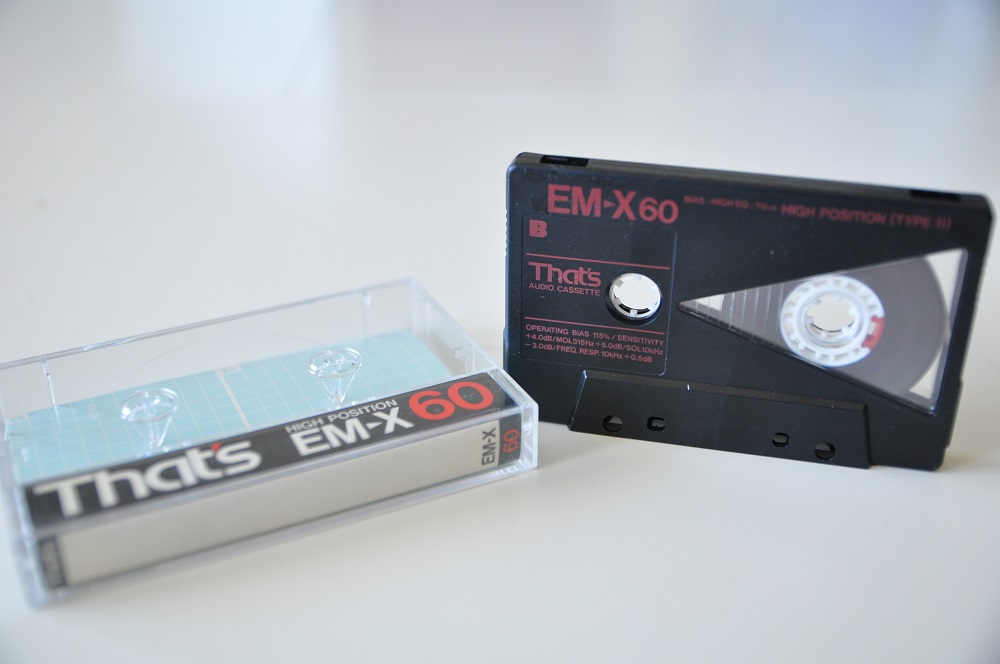 EM▸X 60
BIAS : HIGH EQ : 70μs HIGH POSITION (TYPE II)
B
That's
AUDIO CASSETTE
OPERATING BIAS 115% / SENSITIVITY
+4.0dB/MOL315Hz+5.0dB/SOL10kHz
−3.0dB/FREQ. RESP. 10kHz+0.5dB
That's HIGH POSITION EM-X 60
EM-X 60